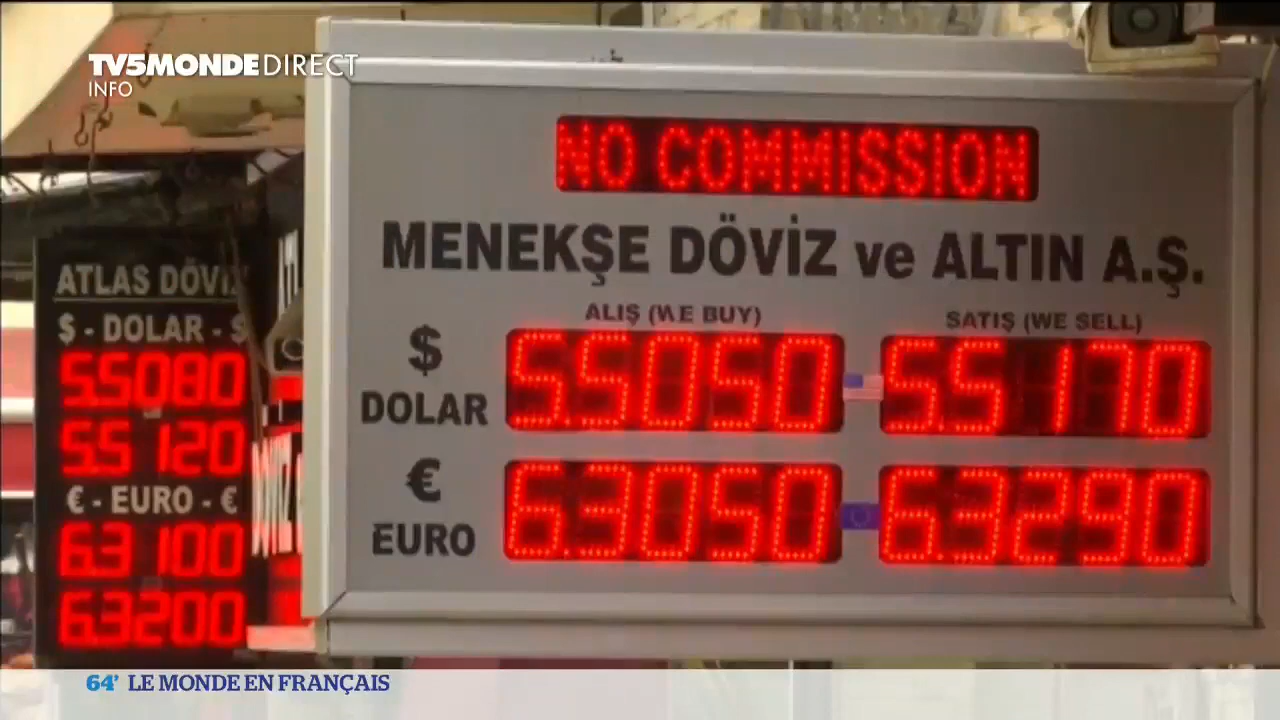 TV5MONDE DIRECT
INFO
NO COMMISSION
MENEKŞE DÖVİZ ve ALTIN A.Ş.
ALIŞ (WE BUY) SATIŞ (WE SELL)
$ DOLAR 5.5050 5.5170
€ EURO 6.3050 6.3290
ATLAS DÖVİZ
$ - DOLAR - $
5.5080
5.5120
€ - EURO - €
6.3100
6.3200
64' LE MONDE EN FRANÇAIS